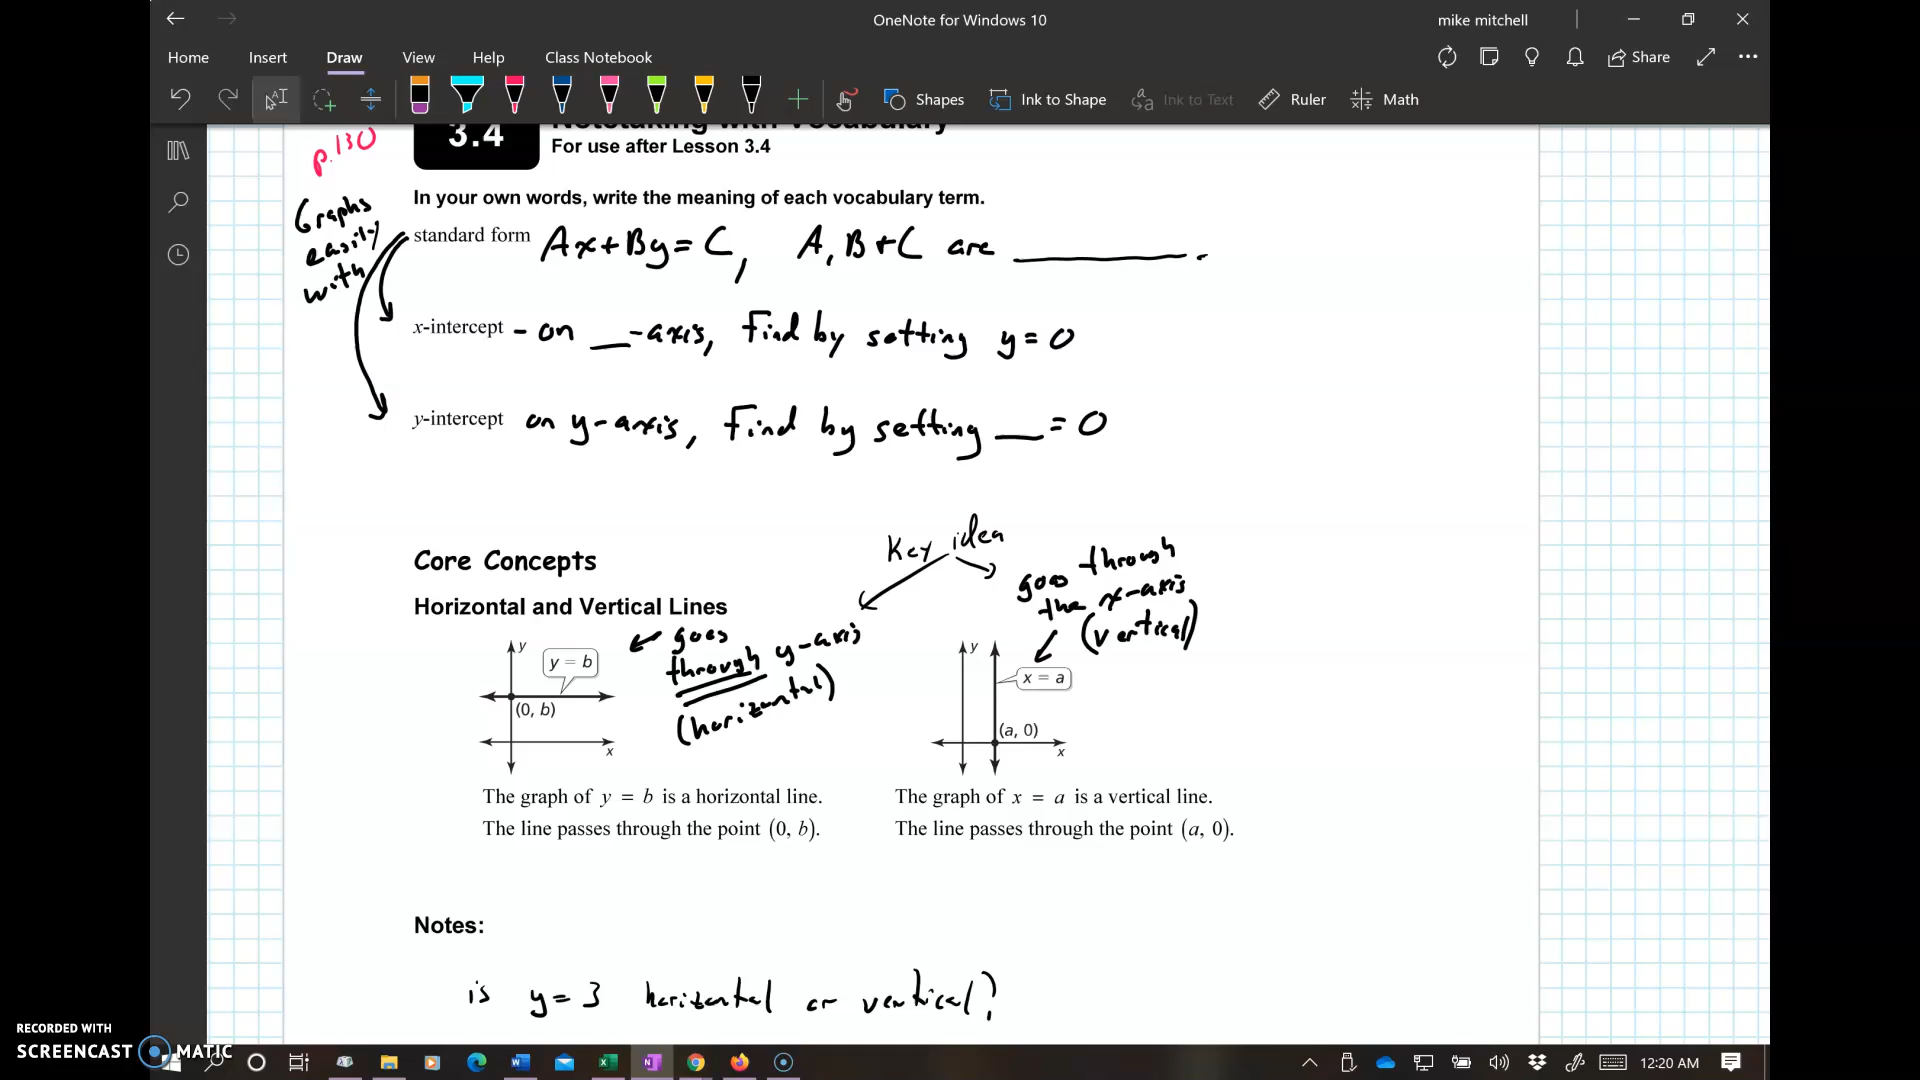 OneNote for Windows 10
mike mitchell
Home Insert Draw View Help Class Notebook
Share
Shapes
Ink to Shape
Ink to Text
Ruler
Math
3.4
Notetaking with Vocabulary
For use after Lesson 3.4
p.130
In your own words, write the meaning of each vocabulary term.
Graphs
easily
with
standard form Ax+By=C, A, B+C are ____.
x-intercept - on __-axis, Find by setting y=0
y-intercept on y-axis, Find by setting __=0
Key idea
Core Concepts
Horizontal and Vertical Lines
goes
through y-axis
(horizontal)
goes through
the x-axis
(vertical)
y
y = b
(0, b)
x
y
x = a
(a, 0)
x
The graph of y = b is a horizontal line.
The line passes through the point (0, b).
The graph of x = a is a vertical line.
The line passes through the point (a, 0).
Notes:
is y=3 horizontal or vertical?
RECORDED WITH
SCREENCAST MATIC
12:20 AM